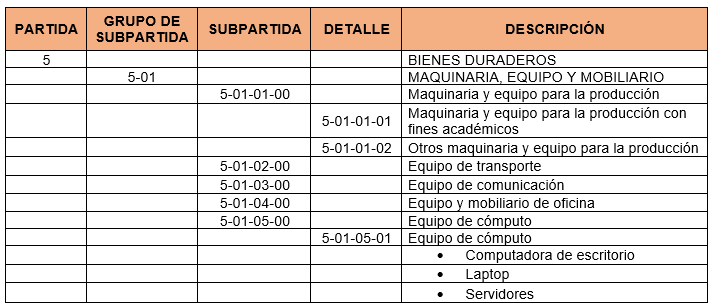 PARTIDA GRUPO DE SUBPARTIDA SUBPARTIDA DETALLE DESCRIPCIÓN
5 BIENES DURADEROS
5-01 MAQUINARIA, EQUIPO Y MOBILIARIO
5-01-01-00 Maquinaria y equipo para la producción
5-01-01-01 Maquinaria y equipo para la producción con
fines académicos
5-01-01-02 Otros maquinaria y equipo para la producción
5-01-02-00 Equipo de transporte
5-01-03-00 Equipo de comunicación
5-01-04-00 Equipo y mobiliario de oficina
5-01-05-00 Equipo de cómputo
5-01-05-01 Equipo de cómputo
• Computadora de escritorio
• Laptop
• Servidores